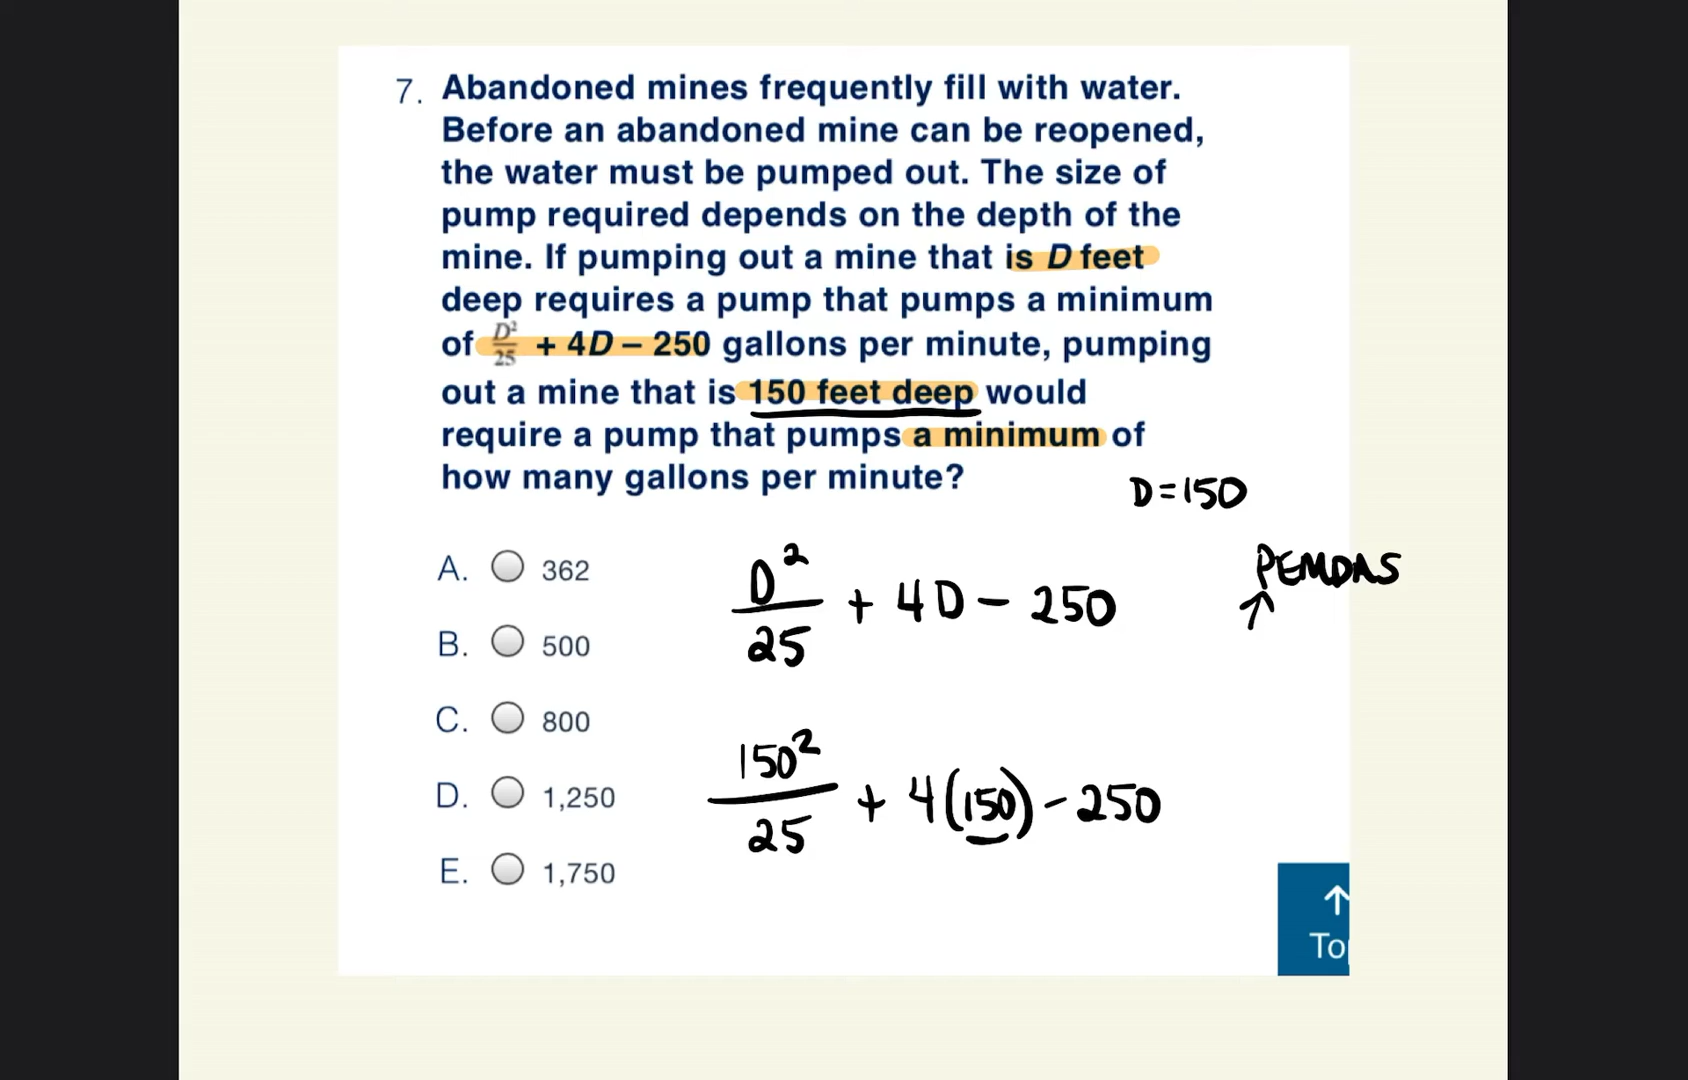 7. Abandoned mines frequently fill with water.
Before an abandoned mine can be reopened,
the water must be pumped out. The size of
pump required depends on the depth of the
mine. If pumping out a mine that is D feet
deep requires a pump that pumps a minimum
of D²/25 + 4D – 250 gallons per minute, pumping
out a mine that is 150 feet deep would
require a pump that pumps a minimum of
how many gallons per minute?
D=150
PEMDAS
A. 362
B. 500
C. 800
D. 1,250
E. 1,750
D²/25 + 4D - 250
150²/25 + 4(150) - 250
↑
To